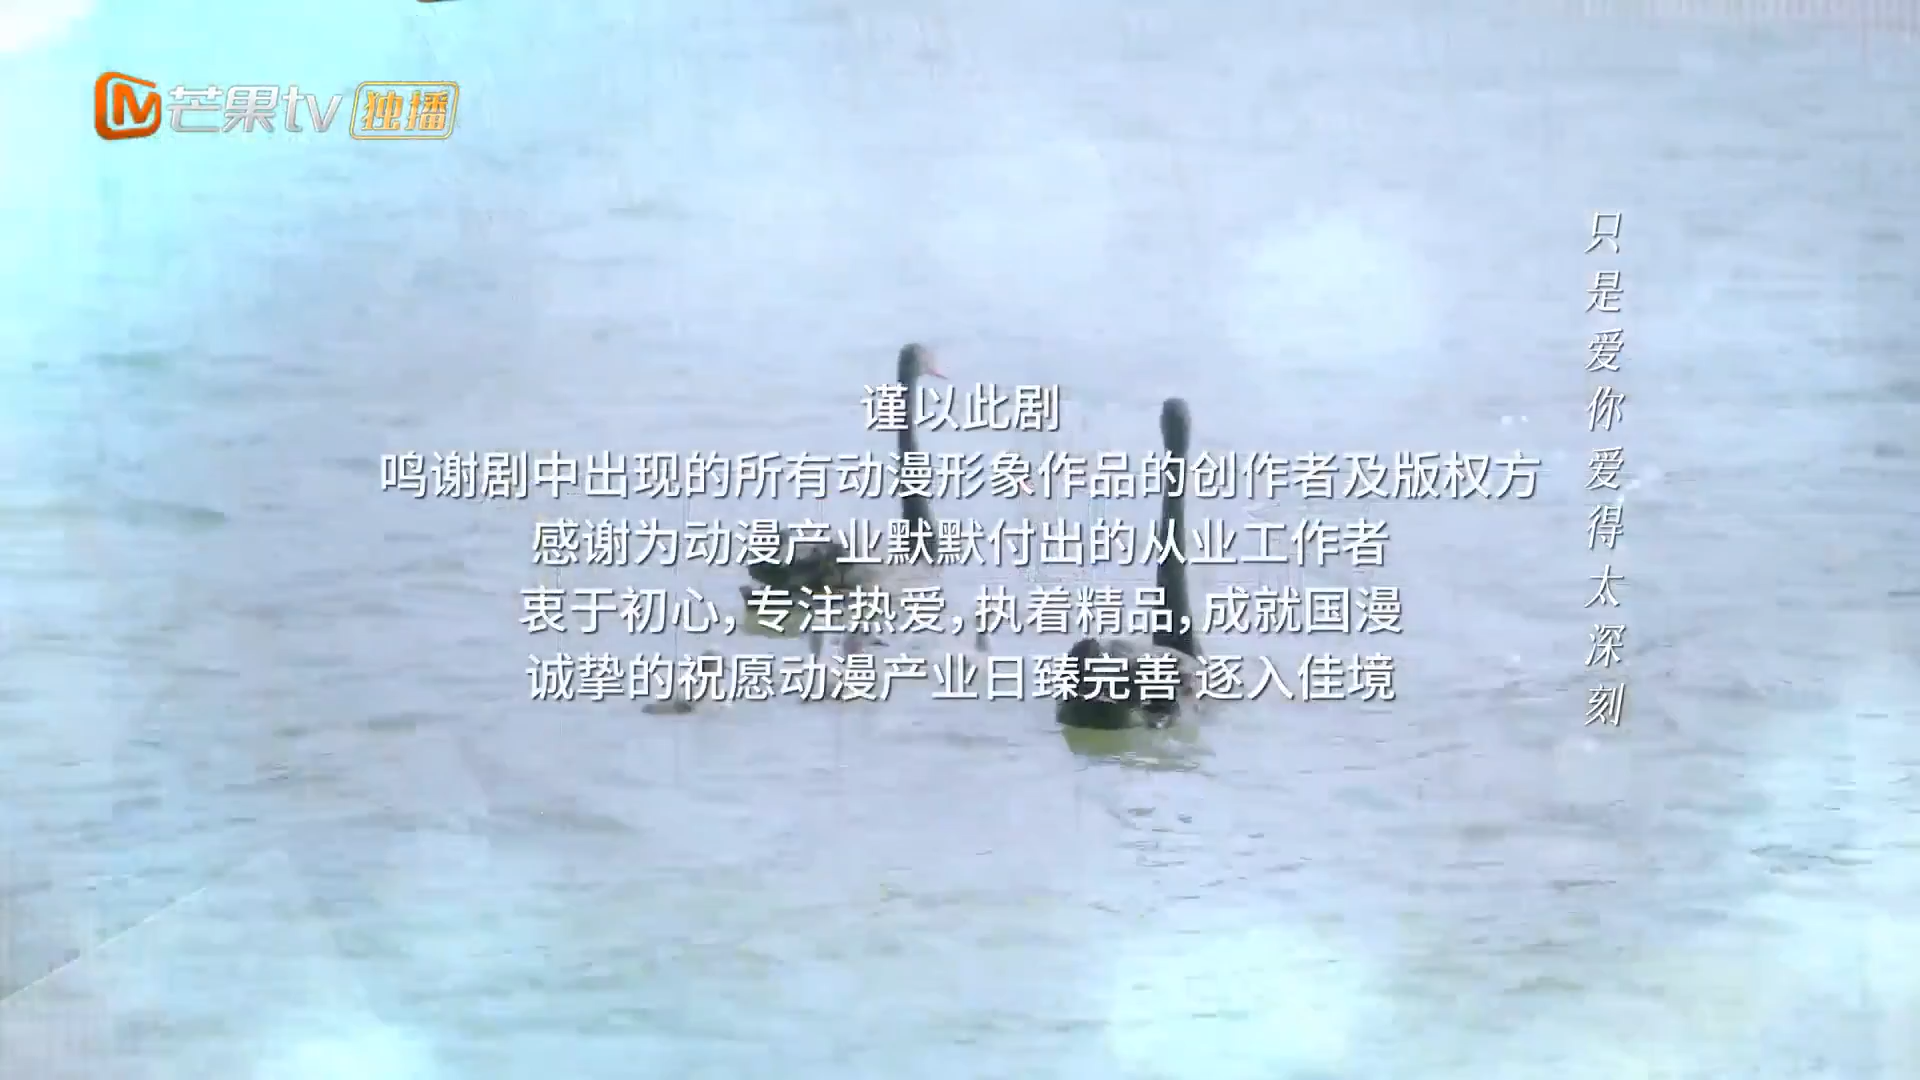 芒果tv 独播
谨以此剧
鸣谢剧中出现的所有动漫形象作品的创作者及版权方
感谢为动漫产业默默付出的从业工作者
衷于初心，专注热爱，执着精品，成就国漫
诚挚的祝愿动漫产业日臻完善 逐入佳境
只是爱你爱得太深刻